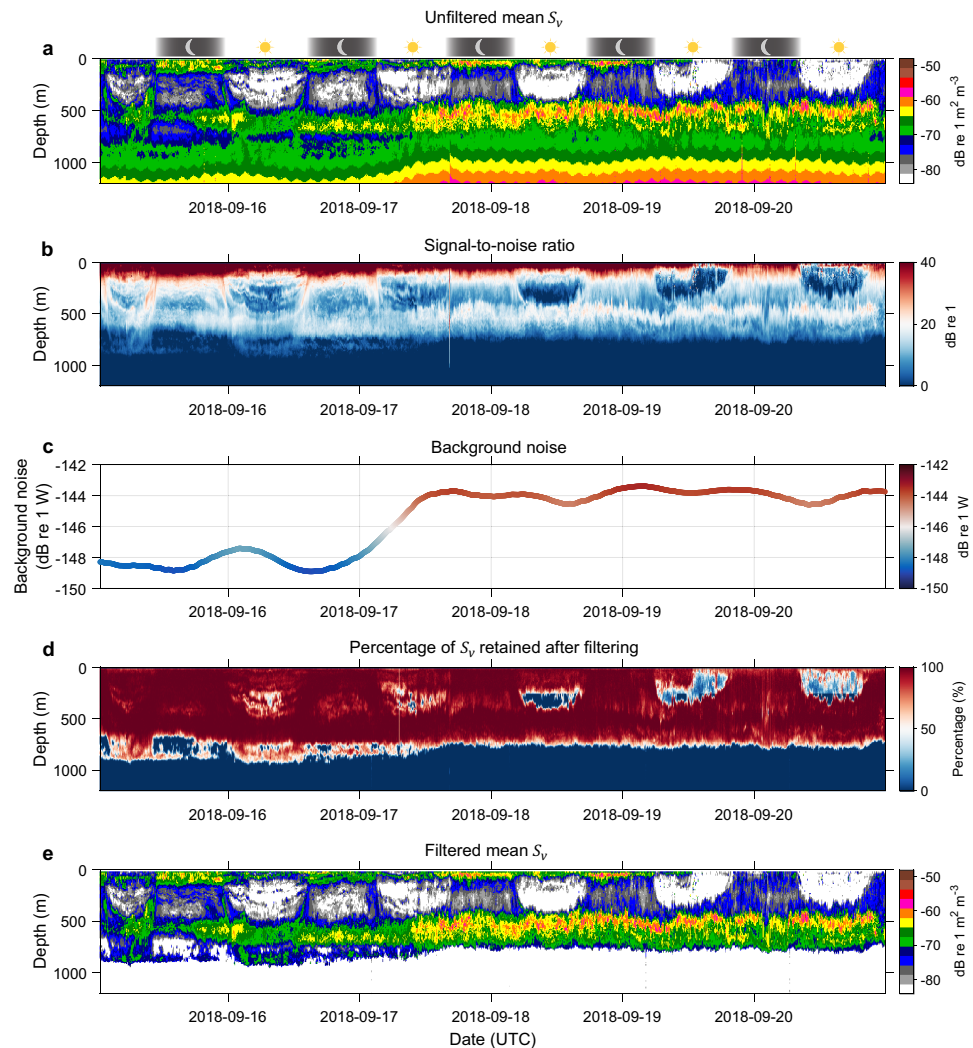 Unfiltered mean Sᵥ
a
0
500
1000
Depth (m)
-50
-60
-70
-80
dB re 1 m² m⁻³
2018-09-16 2018-09-17 2018-09-18 2018-09-19 2018-09-20
b
Signal-to-noise ratio
0
500
1000
Depth (m)
40
20
0
dB re 1
2018-09-16 2018-09-17 2018-09-18 2018-09-19 2018-09-20
c
Background noise
-142
-144
-146
-148
-150
Background noise
(dB re 1 W)
-142
-144
-146
-148
-150
dB re 1 W
2018-09-16 2018-09-17 2018-09-18 2018-09-19 2018-09-20
d
Percentage of Sᵥ retained after filtering
0
500
1000
Depth (m)
100
50
0
Percentage (%)
2018-09-16 2018-09-17 2018-09-18 2018-09-19 2018-09-20
e
Filtered mean Sᵥ
0
500
1000
Depth (m)
-50
-60
-70
-80
dB re 1 m² m⁻³
2018-09-16 2018-09-17 2018-09-18 2018-09-19 2018-09-20
Date (UTC)